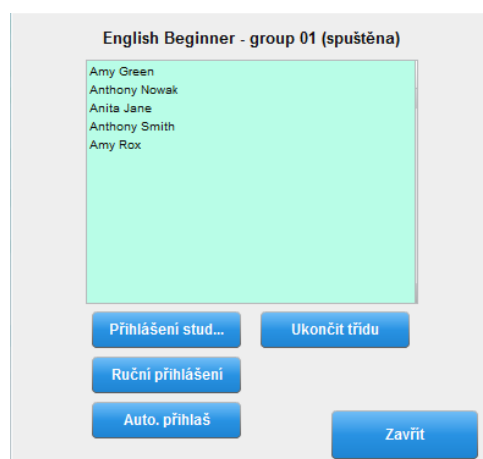 English Beginner - group 01 (spuštěna)
Amy Green
Anthony Nowak
Anita Jane
Anthony Smith
Amy Rox
Přihlášení stud... Ukončit třídu
Ruční přihlášení
Auto. přihlaš
Zavřít